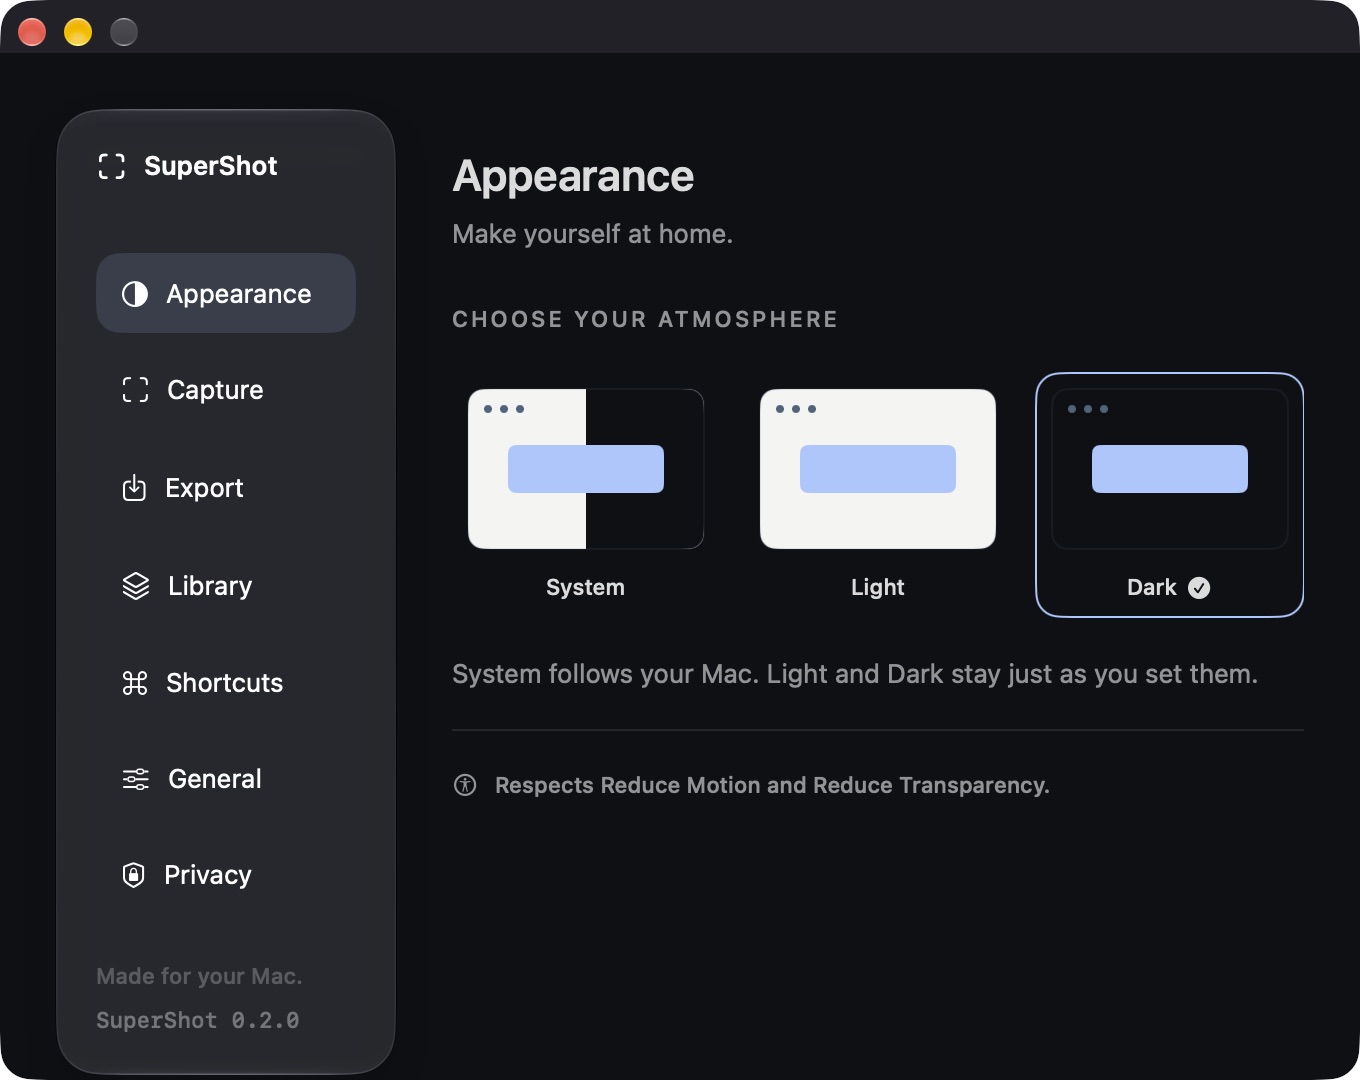 SuperShot
Appearance
Capture
Export
Library
Shortcuts
General
Privacy
Made for your Mac.
SuperShot 0.2.0
Appearance
Make yourself at home.
CHOOSE YOUR ATMOSPHERE
System
Light
Dark
System follows your Mac. Light and Dark stay just as you set them.
Respects Reduce Motion and Reduce Transparency.